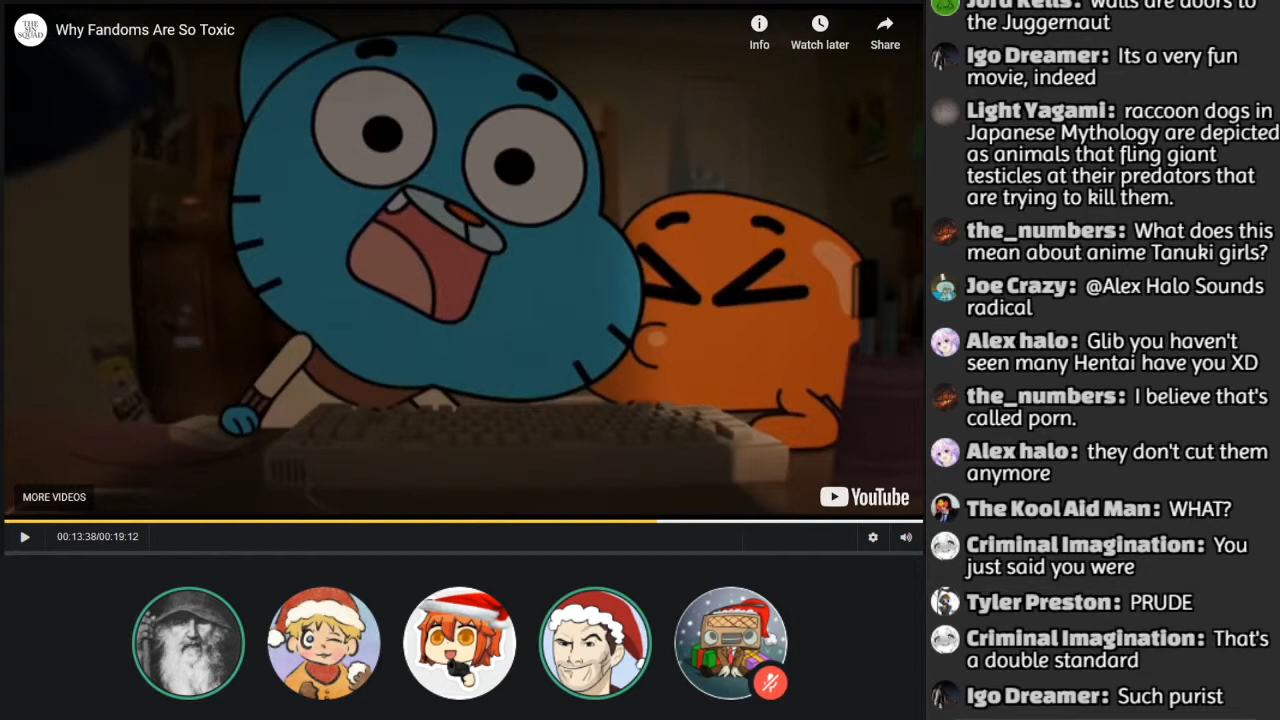 THE
SIN
SQUAD
Why Fandoms Are So Toxic
Info
Watch later
Share
MORE VIDEOS
YouTube
00:13:38/00:19:12
Jord Kells: walls are doors to
the Juggernaut
Igo Dreamer: Its a very fun
movie, indeed
Light Yagami: raccoon dogs in
Japanese Mythology are depicted
as animals that fling giant
testicles at their predators that
are trying to kill them.
the_numbers: What does this
mean about anime Tanuki girls?
Joe Crazy: @Alex Halo Sounds
radical
Alex halo: Glib you haven't
seen many Hentai have you XD
the_numbers: I believe that's
called porn.
Alex halo: they don't cut them
anymore
The Kool Aid Man: WHAT?
Criminal Imagination: You
just said you were
Tyler Preston: PRUDE
Criminal Imagination: That's
a double standard
Igo Dreamer: Such purist